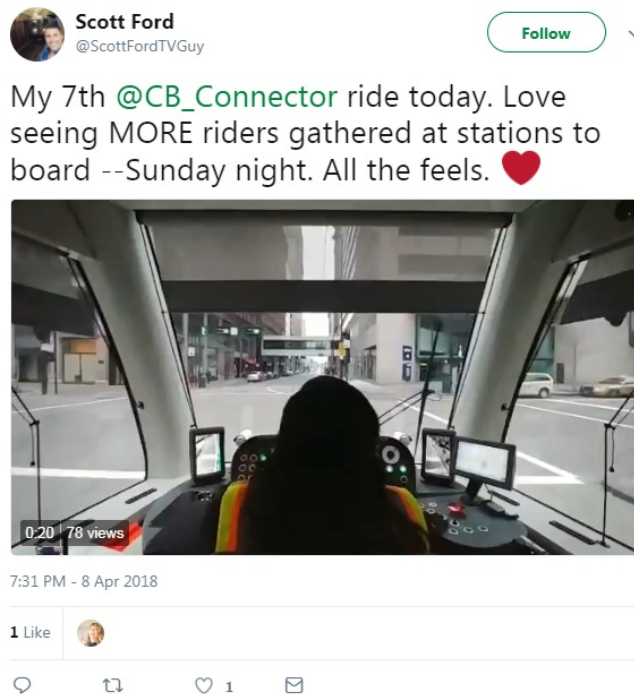 Scott Ford
@ScottFordTVGuy
Follow
My 7th @CB_Connector ride today. Love
seeing MORE riders gathered at stations to
board --Sunday night. All the feels. ❤
0:20 78 views
7:31 PM - 8 Apr 2018
1 Like
1